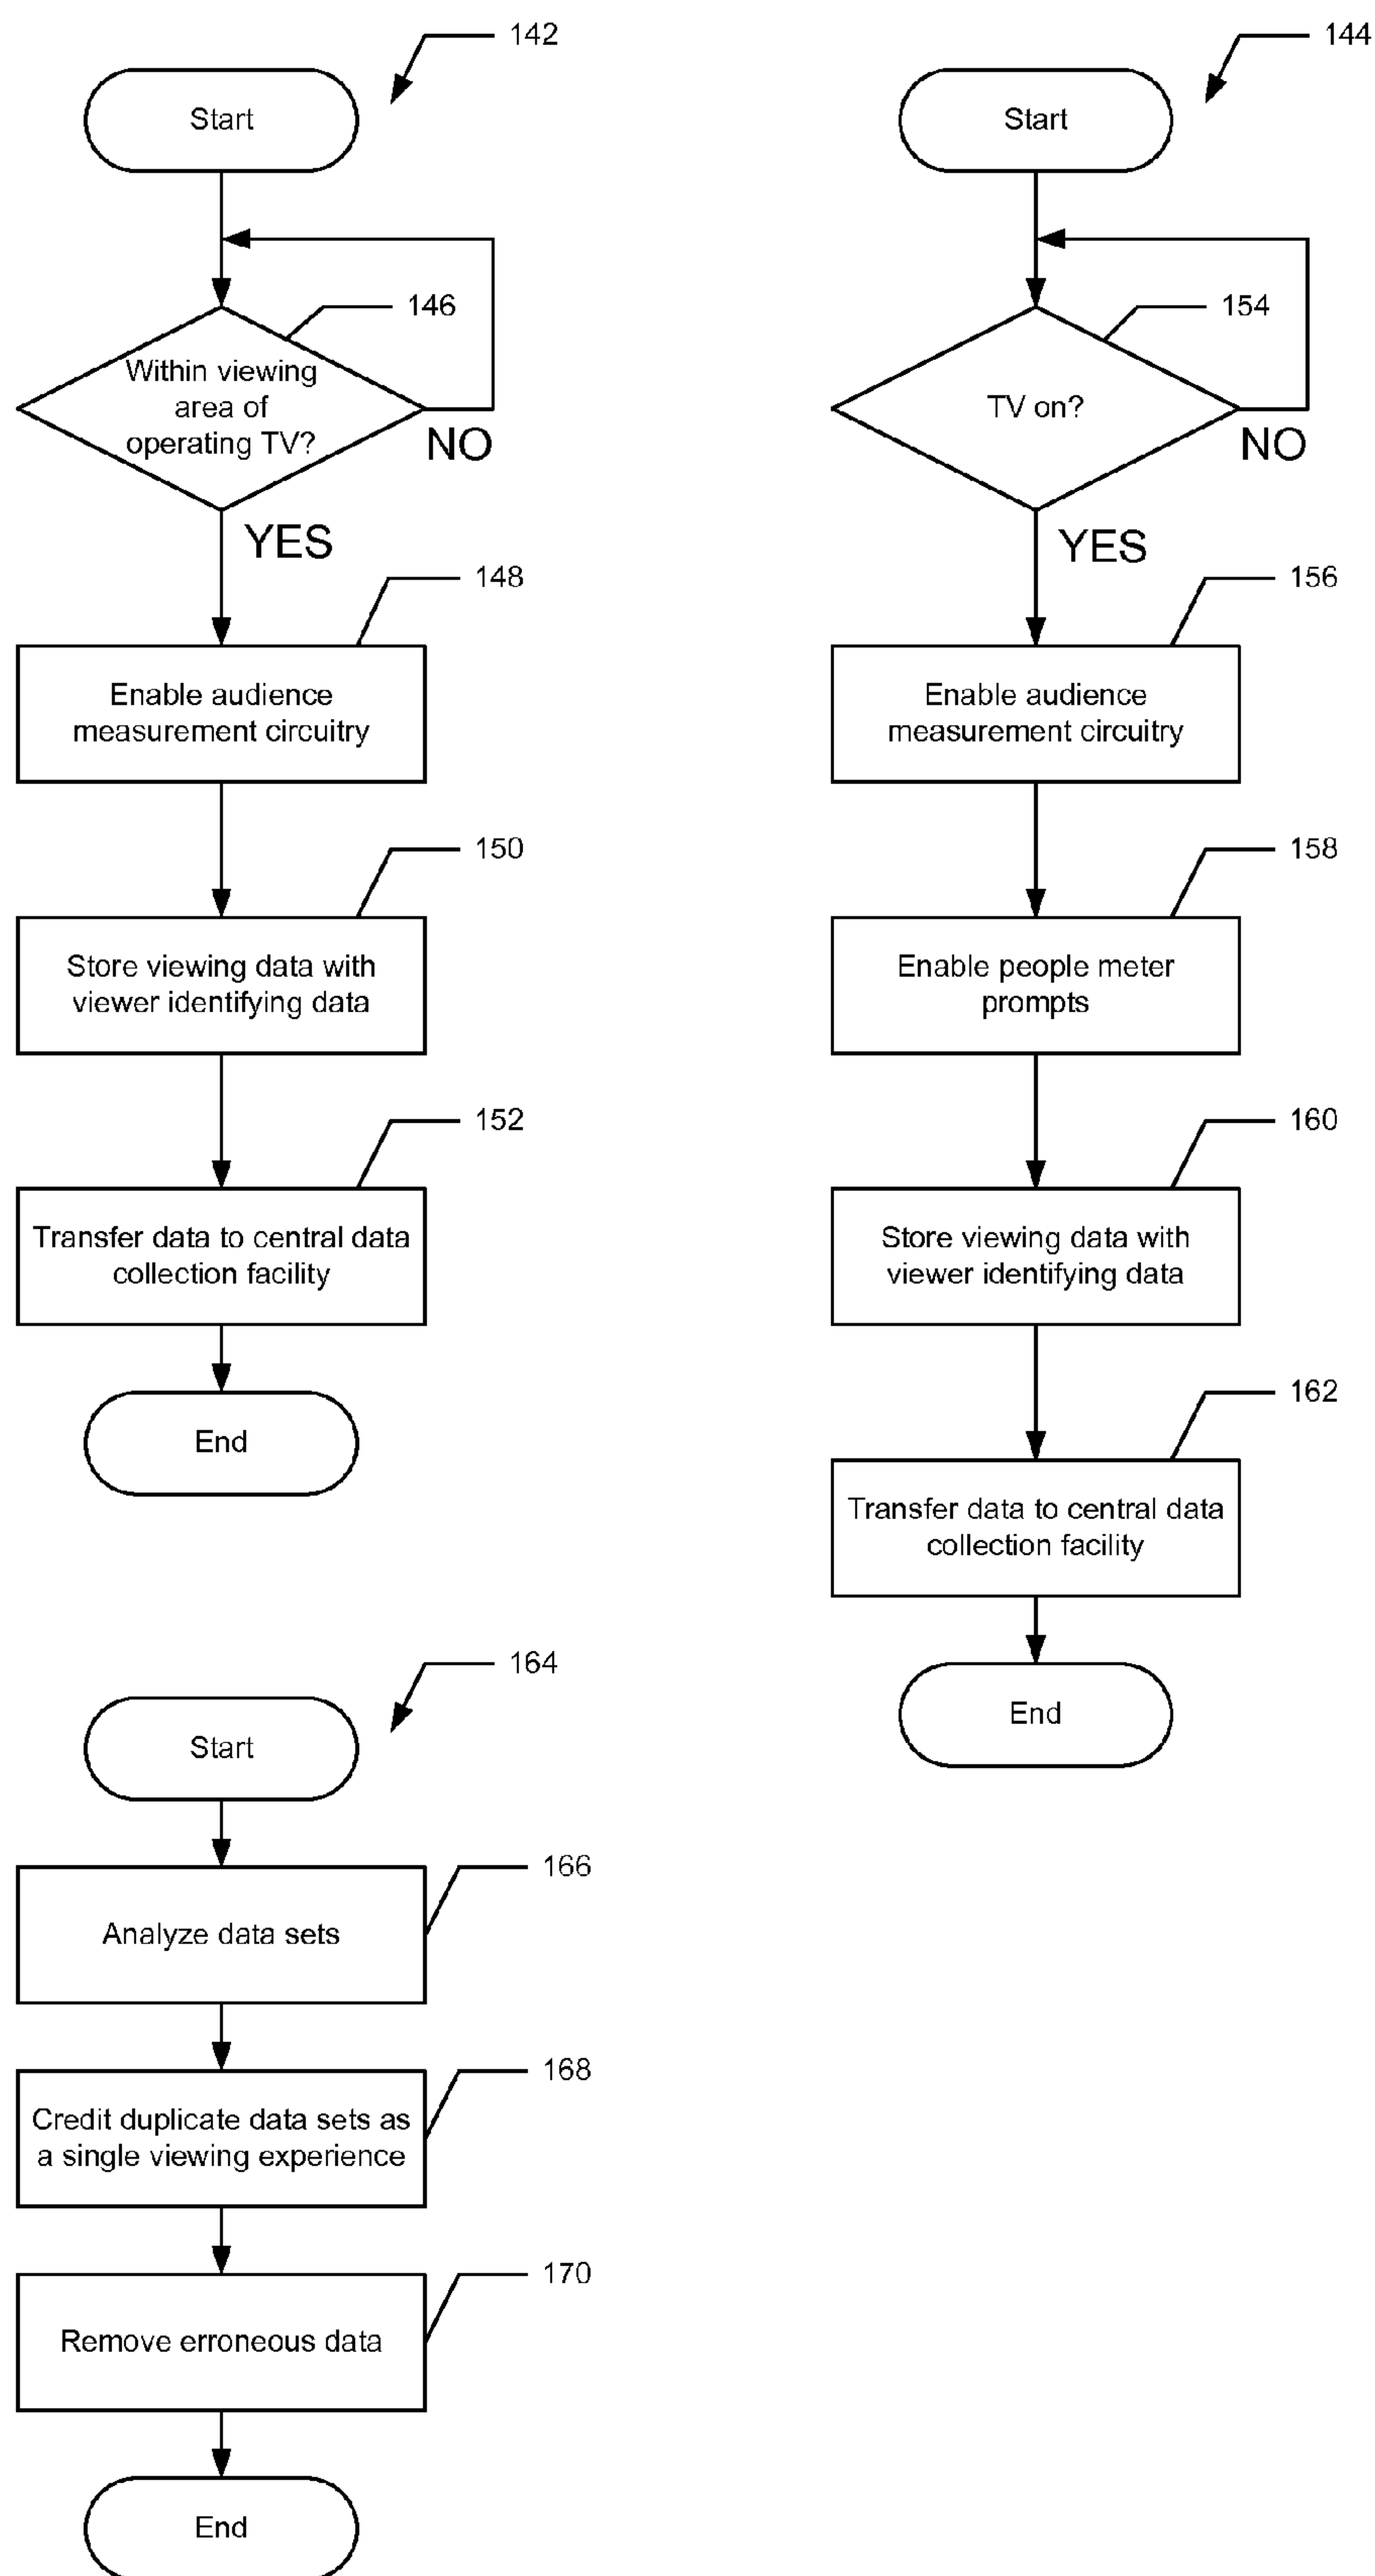 142
Start
146
Within viewing
area of
operating TV?
NO
YES
148
Enable audience
measurement circuitry
150
Store viewing data with
viewer identifying data
152
Transfer data to central data
collection facility
End
144
Start
154
TV on?
NO
YES
156
Enable audience
measurement circuitry
158
Enable people meter
prompts
160
Store viewing data with
viewer identifying data
162
Transfer data to central data
collection facility
End
164
Start
166
Analyze data sets
168
Credit duplicate data sets as
a single viewing experience
170
Remove erroneous data
End